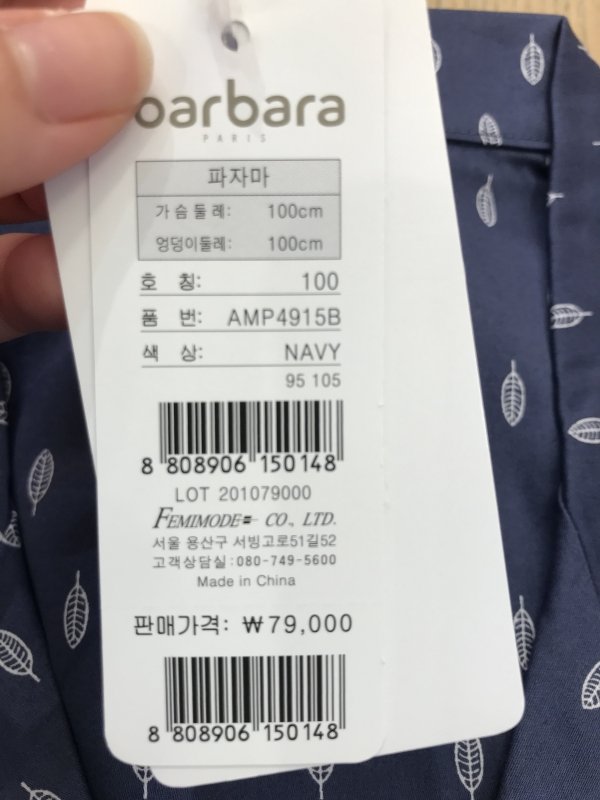 barbara
PARIS
파자마
가슴둘레: 100cm
엉덩이둘레: 100cm
호 칭: 100
품 번: AMP4915B
색 상: NAVY
95 105
8 808906 150148
LOT 201079000
FEMIMODE CO., LTD.
서울 용산구 서빙고로51길52
고객상담실:080-749-5600
Made in China
판매가격: ₩79,000
8 808906 150148